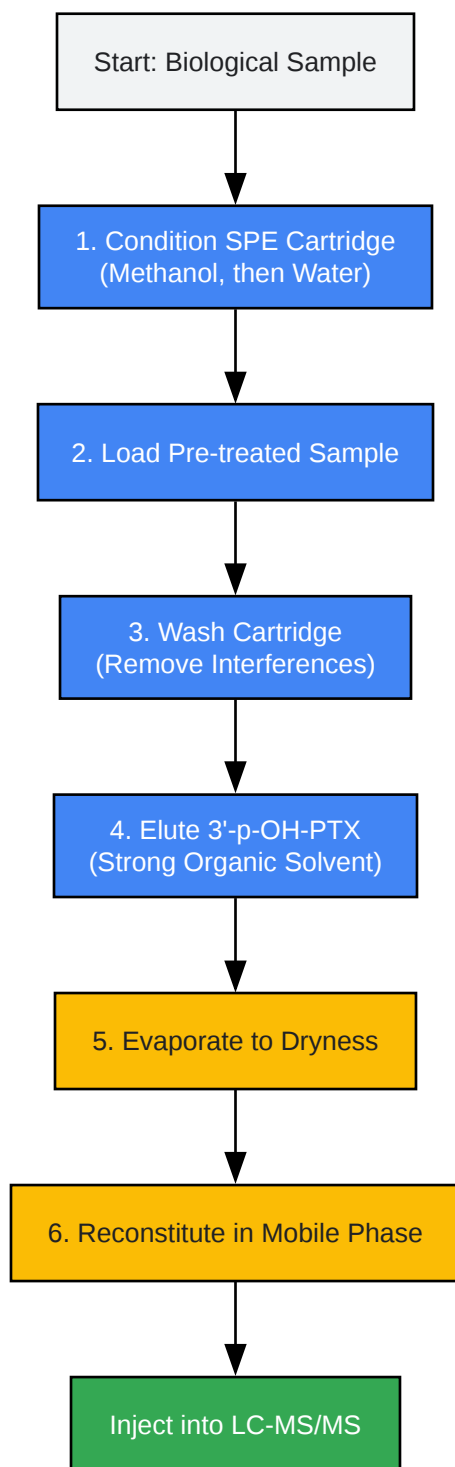 Start: Biological Sample
1. Condition SPE Cartridge
(Methanol, then Water)
2. Load Pre-treated Sample
3. Wash Cartridge
(Remove Interferences)
4. Elute 3'-p-OH-PTX
(Strong Organic Solvent)
5. Evaporate to Dryness
6. Reconstitute in Mobile Phase
Inject into LC-MS/MS